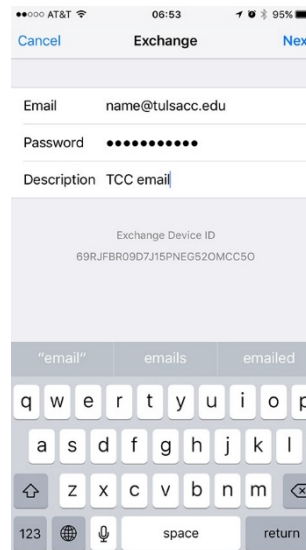 ●●○○○ AT&T 06:53 95%
Cancel Exchange Nex
Email name@tulsacc.edu
Password ●●●●●●●●●●●
Description TCC email
Exchange Device ID
69RJFBR09D7J15PNEG52OMCC5O
"email" emails emailed
q w e r t y u i o p
a s d f g h j k l
z x c v b n m
123 space return